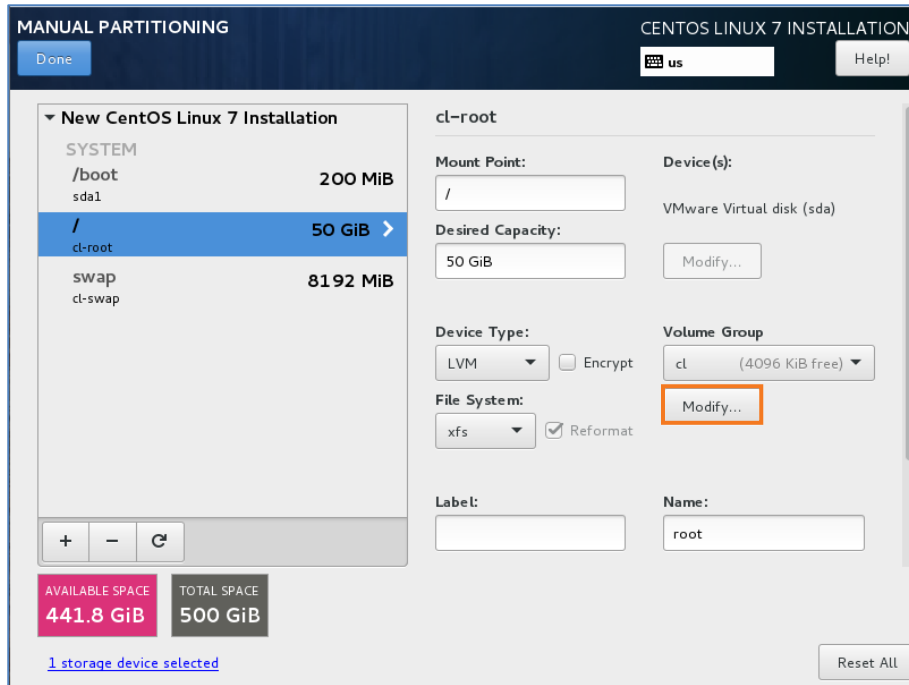 MANUAL PARTITIONING
CENTOS LINUX 7 INSTALLATION
Done
us
Help!
New CentOS Linux 7 Installation
SYSTEM
/boot
200 MiB
sda1
/
50 GiB
cl-root
swap
8192 MiB
cl-swap
cl-root
Mount Point:
/
Device(s):
VMware Virtual disk (sda)
Desired Capacity:
50 GiB
Modify...
Device Type:
LVM
Encrypt
Volume Group
cl (4096 KiB free)
Modify...
File System:
xfs
Reformat
Label:
Name:
root
+ −
AVAILABLE SPACE
441.8 GiB
TOTAL SPACE
500 GiB
1 storage device selected
Reset All